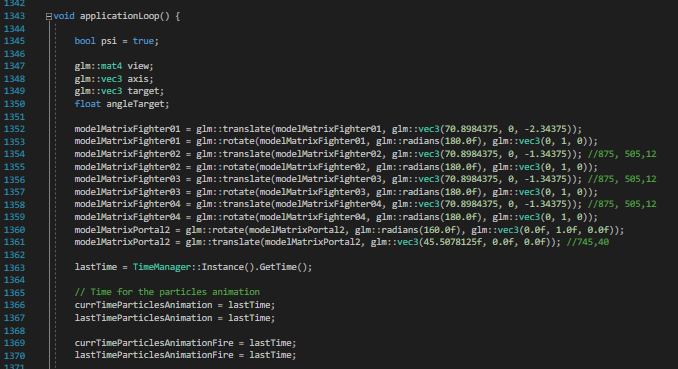 1342
1343 void applicationLoop() {
1344
1345 bool psi = true;
1346
1347 glm::mat4 view;
1348 glm::vec3 axis;
1349 glm::vec3 target;
1350 float angleTarget;
1351
1352 modelMatrixFighter01 = glm::translate(modelMatrixFighter01, glm::vec3(70.8984375, 0, -2.34375));
1353 modelMatrixFighter01 = glm::rotate(modelMatrixFighter01, glm::radians(180.0f), glm::vec3(0, 1, 0));
1354 modelMatrixFighter02 = glm::translate(modelMatrixFighter02, glm::vec3(70.8984375, 0, -1.34375)); //875, 505,12
1355 modelMatrixFighter02 = glm::rotate(modelMatrixFighter02, glm::radians(180.0f), glm::vec3(0, 1, 0));
1356 modelMatrixFighter03 = glm::translate(modelMatrixFighter03, glm::vec3(70.8984375, 0, -1.34375)); //875, 505,12
1357 modelMatrixFighter03 = glm::rotate(modelMatrixFighter03, glm::radians(180.0f), glm::vec3(0, 1, 0));
1358 modelMatrixFighter04 = glm::translate(modelMatrixFighter04, glm::vec3(70.8984375, 0, -1.34375)); //875, 505,12
1359 modelMatrixFighter04 = glm::rotate(modelMatrixFighter04, glm::radians(180.0f), glm::vec3(0, 1, 0));
1360 modelMatrixPortal2 = glm::rotate(modelMatrixPortal2, glm::radians(160.0f), glm::vec3(0.0f, 1.0f, 0.0f));
1361 modelMatrixPortal2 = glm::translate(modelMatrixPortal2, glm::vec3(45.5078125f, 0.0f, 0.0f)); //745,40
1362
1363 lastTime = TimeManager::Instance().GetTime();
1364
1365 // Time for the particles animation
1366 currTimeParticlesAnimation = lastTime;
1367 lastTimeParticlesAnimation = lastTime;
1368
1369 currTimeParticlesAnimationFire = lastTime;
1370 lastTimeParticlesAnimationFire = lastTime;
1371